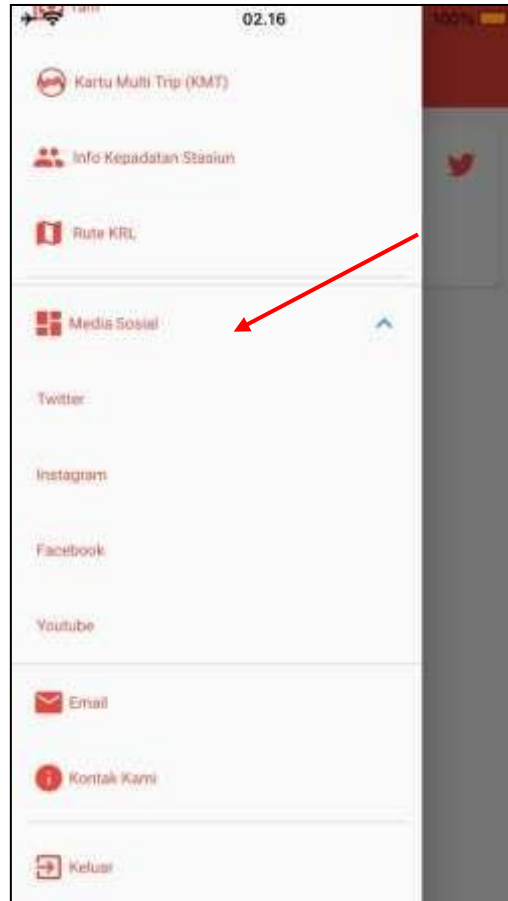 02.16
100%
Kartu Multi Trip (KMT)
Info Kepadatan Stasiun
Rute KRL
Media Sosial
Twitter
Instagram
Facebook
Youtube
Email
Kontak Kami
Keluar